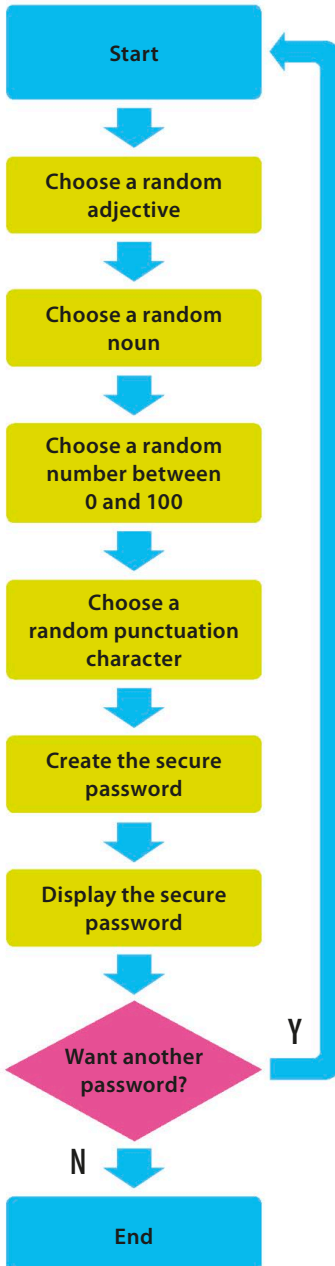 Start
Choose a random
adjective
Choose a random
noun
Choose a random
number between
0 and 100
Choose a
random punctuation
character
Create the secure
password
Display the secure
password
Want another
password?
Y
N
End